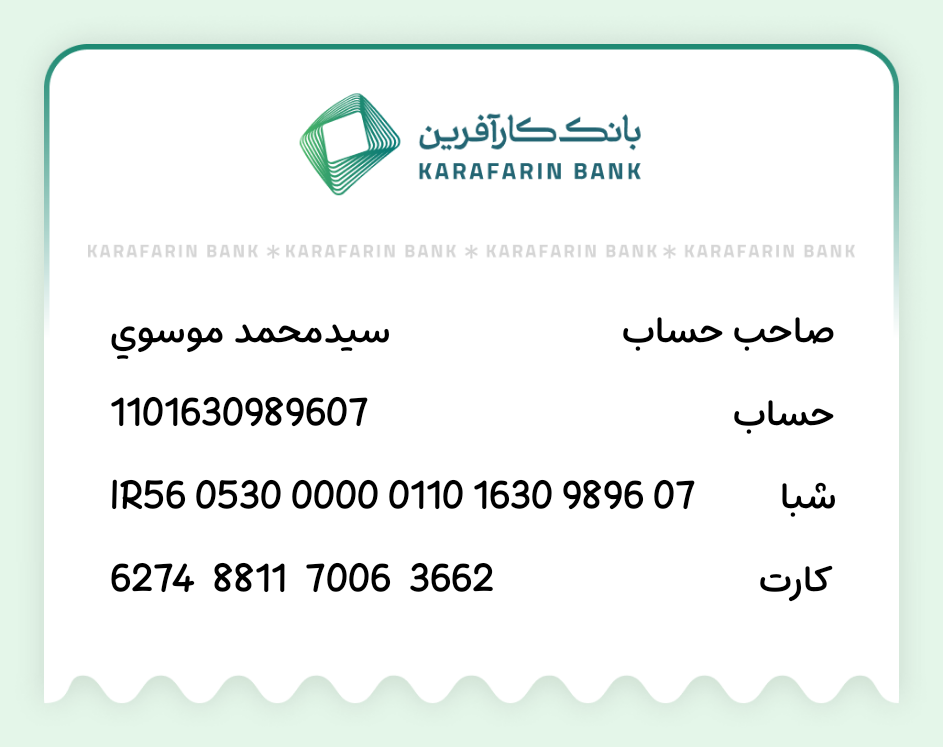 بانک کارآفرین
KARAFARIN BANK
KARAFARIN BANK * KARAFARIN BANK * KARAFARIN BANK * KARAFARIN BANK
صاحب حساب سيدمحمد موسوي
حساب 1101630989607
شبا IR56 0530 0000 0110 1630 9896 07
کارت 6274 8811 7006 3662